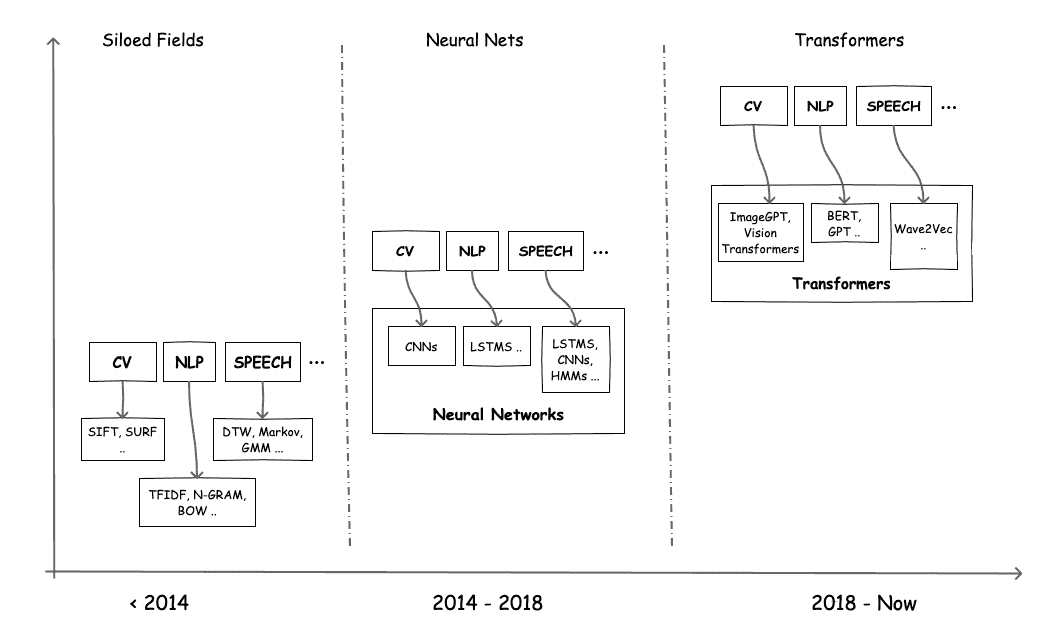 Siloed Fields
Neural Nets
Transformers
CV
NLP
SPEECH
...
ImageGPT,
Vision
Transformers
BERT,
GPT ..
Wave2Vec
..
Transformers
CV
NLP
SPEECH
...
CNNs
LSTMS ..
LSTMS,
CNNs,
HMMs ...
Neural Networks
CV
NLP
SPEECH
...
SIFT, SURF
..
DTW, Markov,
GMM ...
TFIDF, N-GRAM,
BOW ..
< 2014
2014 - 2018
2018 - Now